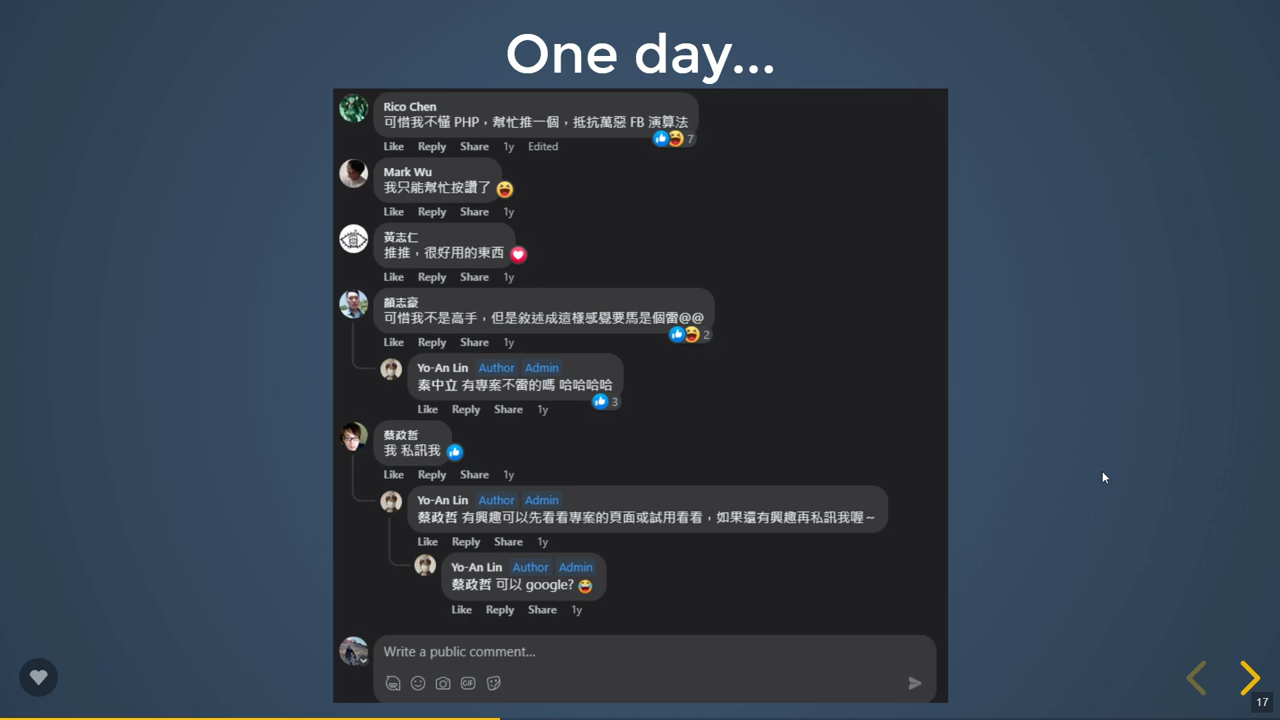 One day...
Rico Chen
可惜我不懂 PHP，幫忙推一個，抵抗萬惡 FB 演算法
7
Like Reply Share 1y Edited
Mark Wu
我只能幫忙按讚了
Like Reply Share 1y
黃志仁
推推，很好用的東西
Like Reply Share 1y
顏志豪
可惜我不是高手，但是敘述成這樣感覺要馬是個雷@@
2
Like Reply Share 1y
Yo-An Lin Author Admin
秦中立 有專案不雷的嗎 哈哈哈哈
3
Like Reply Share 1y
蔡政哲
我 私訊我
Like Reply Share 1y
Yo-An Lin Author Admin
蔡政哲 有興趣可以先看看專案的頁面或試用看看，如果還有興趣再私訊我喔～
Like Reply Share 1y
Yo-An Lin Author Admin
蔡政哲 可以 google?
Like Reply Share 1y
Write a public comment...
GIF
17